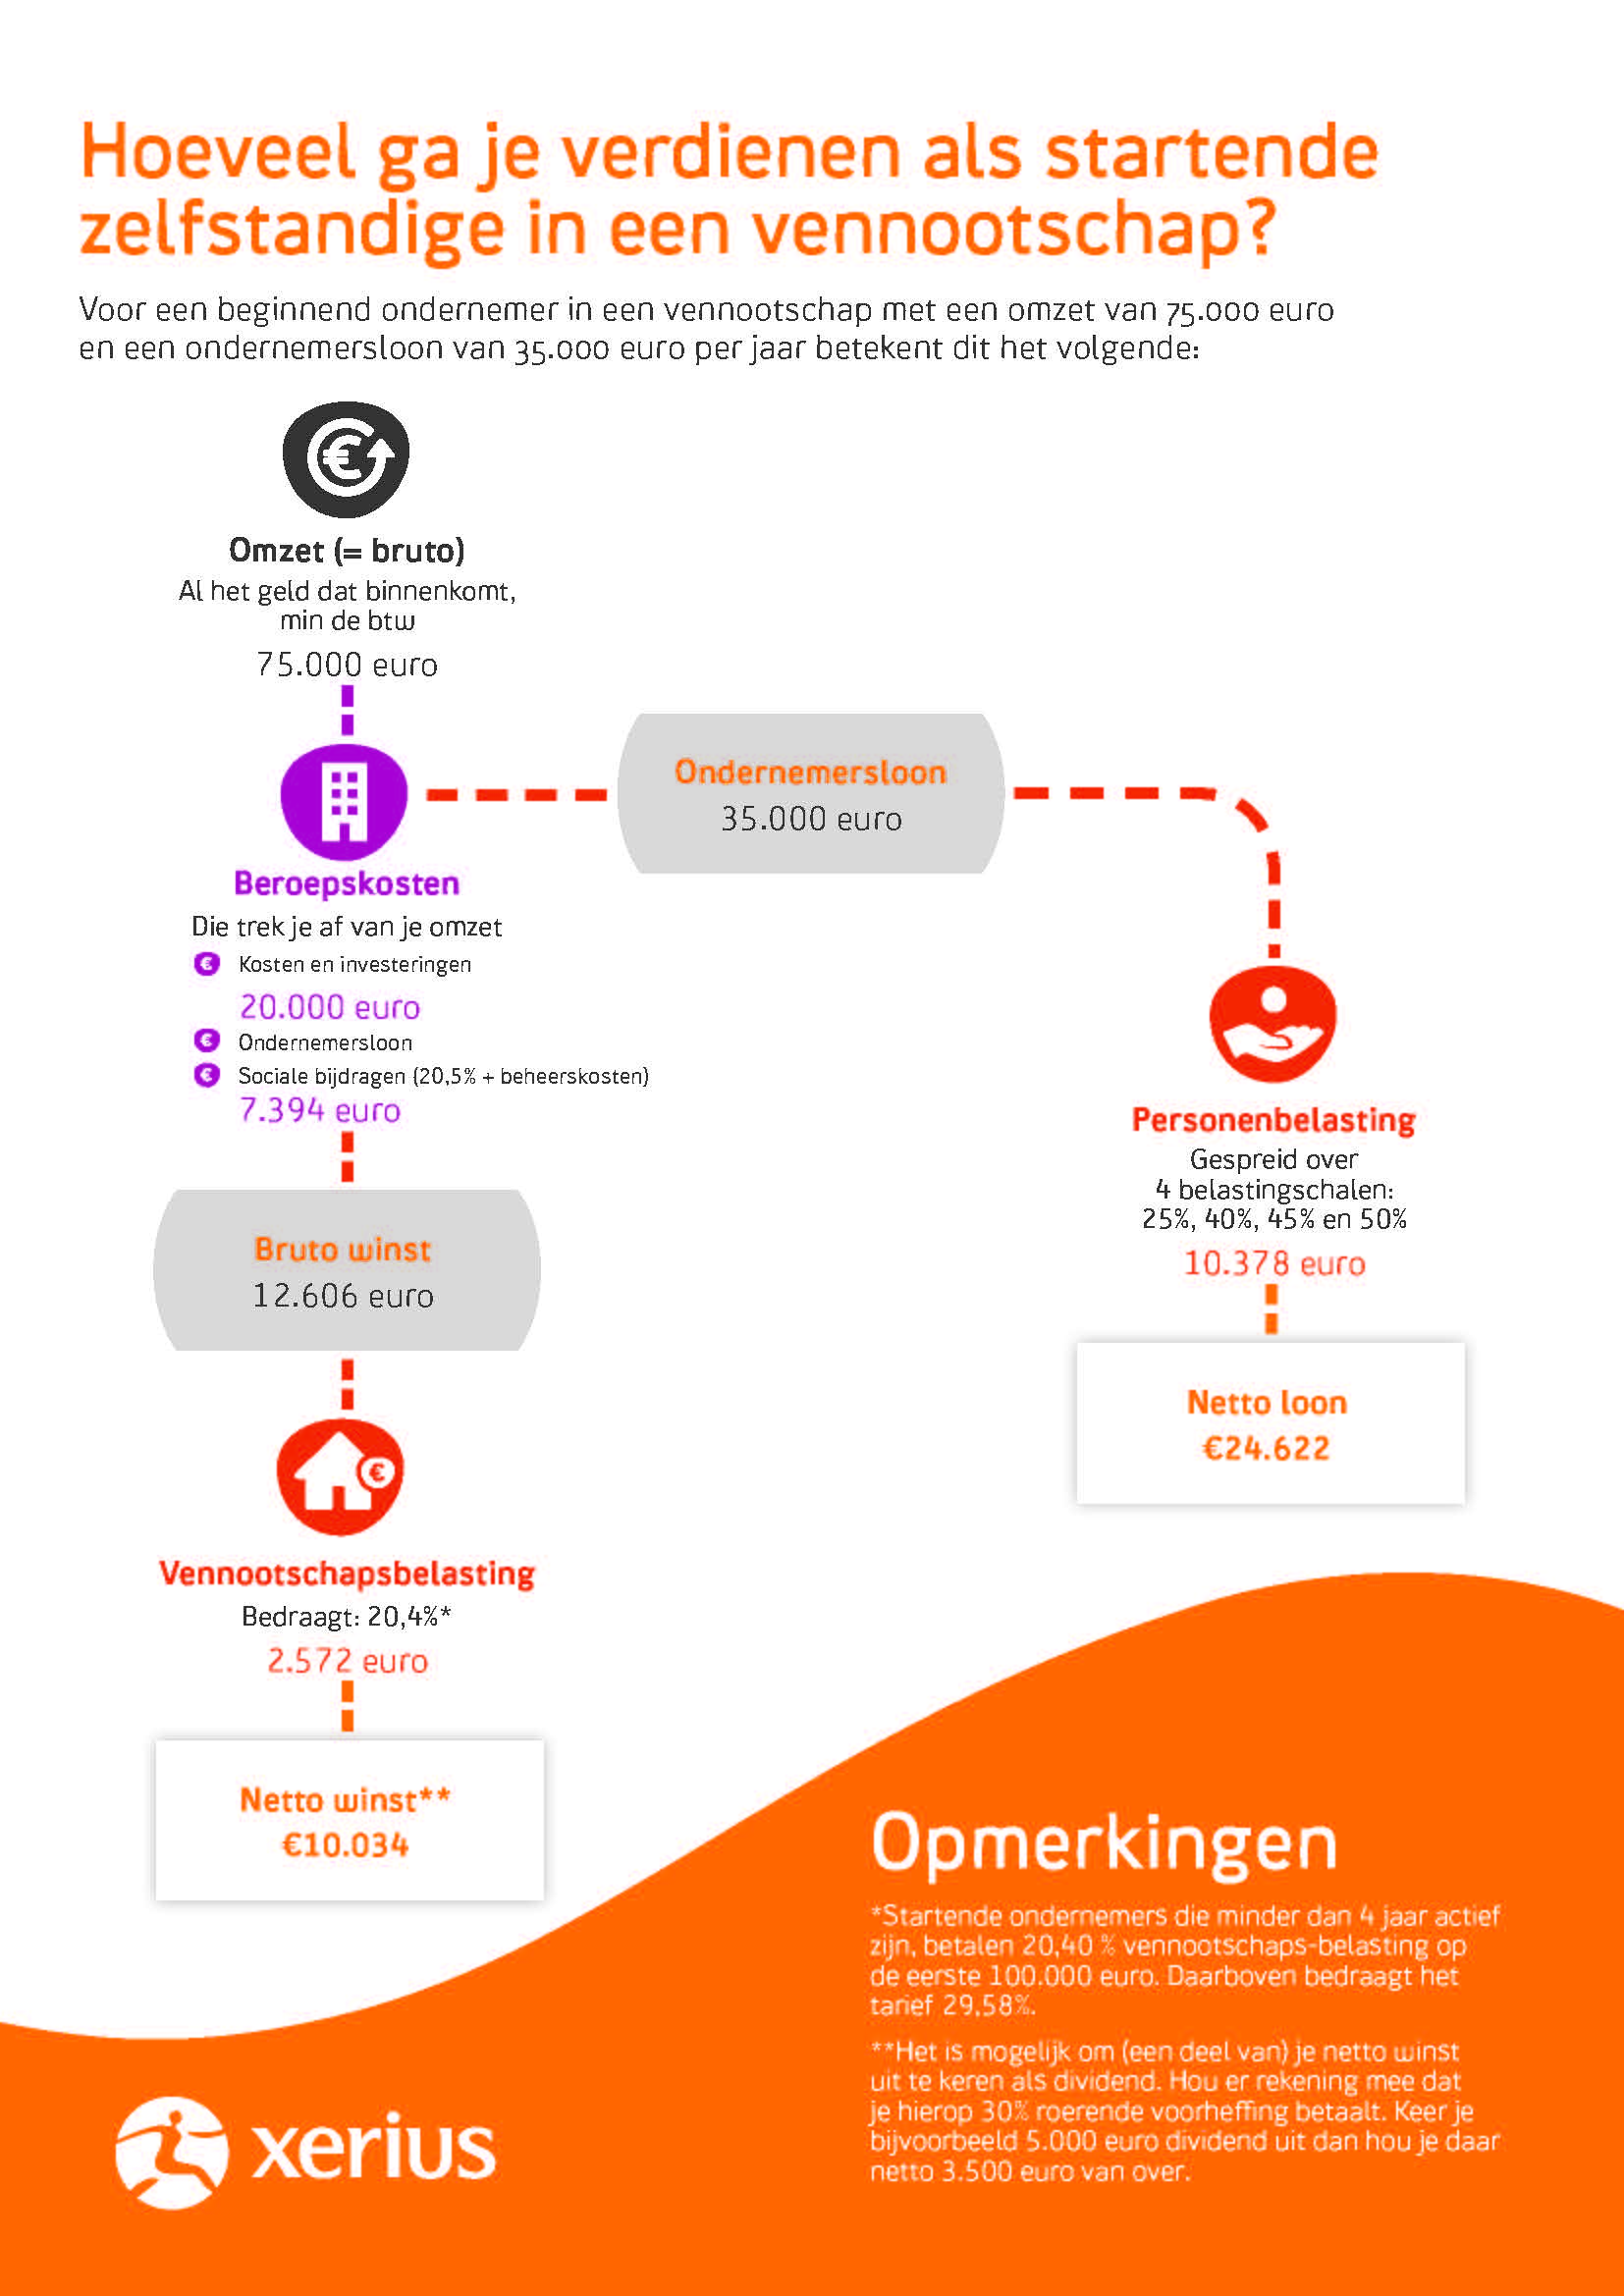 Hoeveel ga je verdienen als startende
zelfstandige in een vennootschap?
Voor een beginnend ondernemer in een vennootschap met een omzet van 75.000 euro
en een ondernemersloon van 35.000 euro per jaar betekent dit het volgende:
Omzet (= bruto)
Al het geld dat binnenkomt,
min de btw
75.000 euro
Ondernemersloon
35.000 euro
Beroepskosten
Die trek je af van je omzet
€ Kosten en investeringen
20.000 euro
€ Ondernemersloon
€ Sociale bijdragen (20,5% + beheerskosten)
7.394 euro
Personenbelasting
Gespreid over
4 belastingschalen:
25%, 40%, 45% en 50%
10.378 euro
Bruto winst
12.606 euro
Netto loon
€24.622
Vennootschapsbelasting
Bedraagt: 20,4%*
2.572 euro
Netto winst**
€10.034
Opmerkingen
*Startende ondernemers die minder dan 4 jaar actief
zijn, betalen 20,40 % vennootschaps-belasting op
de eerste 100.000 euro. Daarboven bedraagt het
tarief 29,58%.
**Het is mogelijk om (een deel van) je netto winst
uit te keren als dividend. Hou er rekening mee dat
je hierop 30% roerende voorheffing betaalt. Keer je
bijvoorbeeld 5.000 euro dividend uit dan hou je daar
netto 3.500 euro van over.
xerius